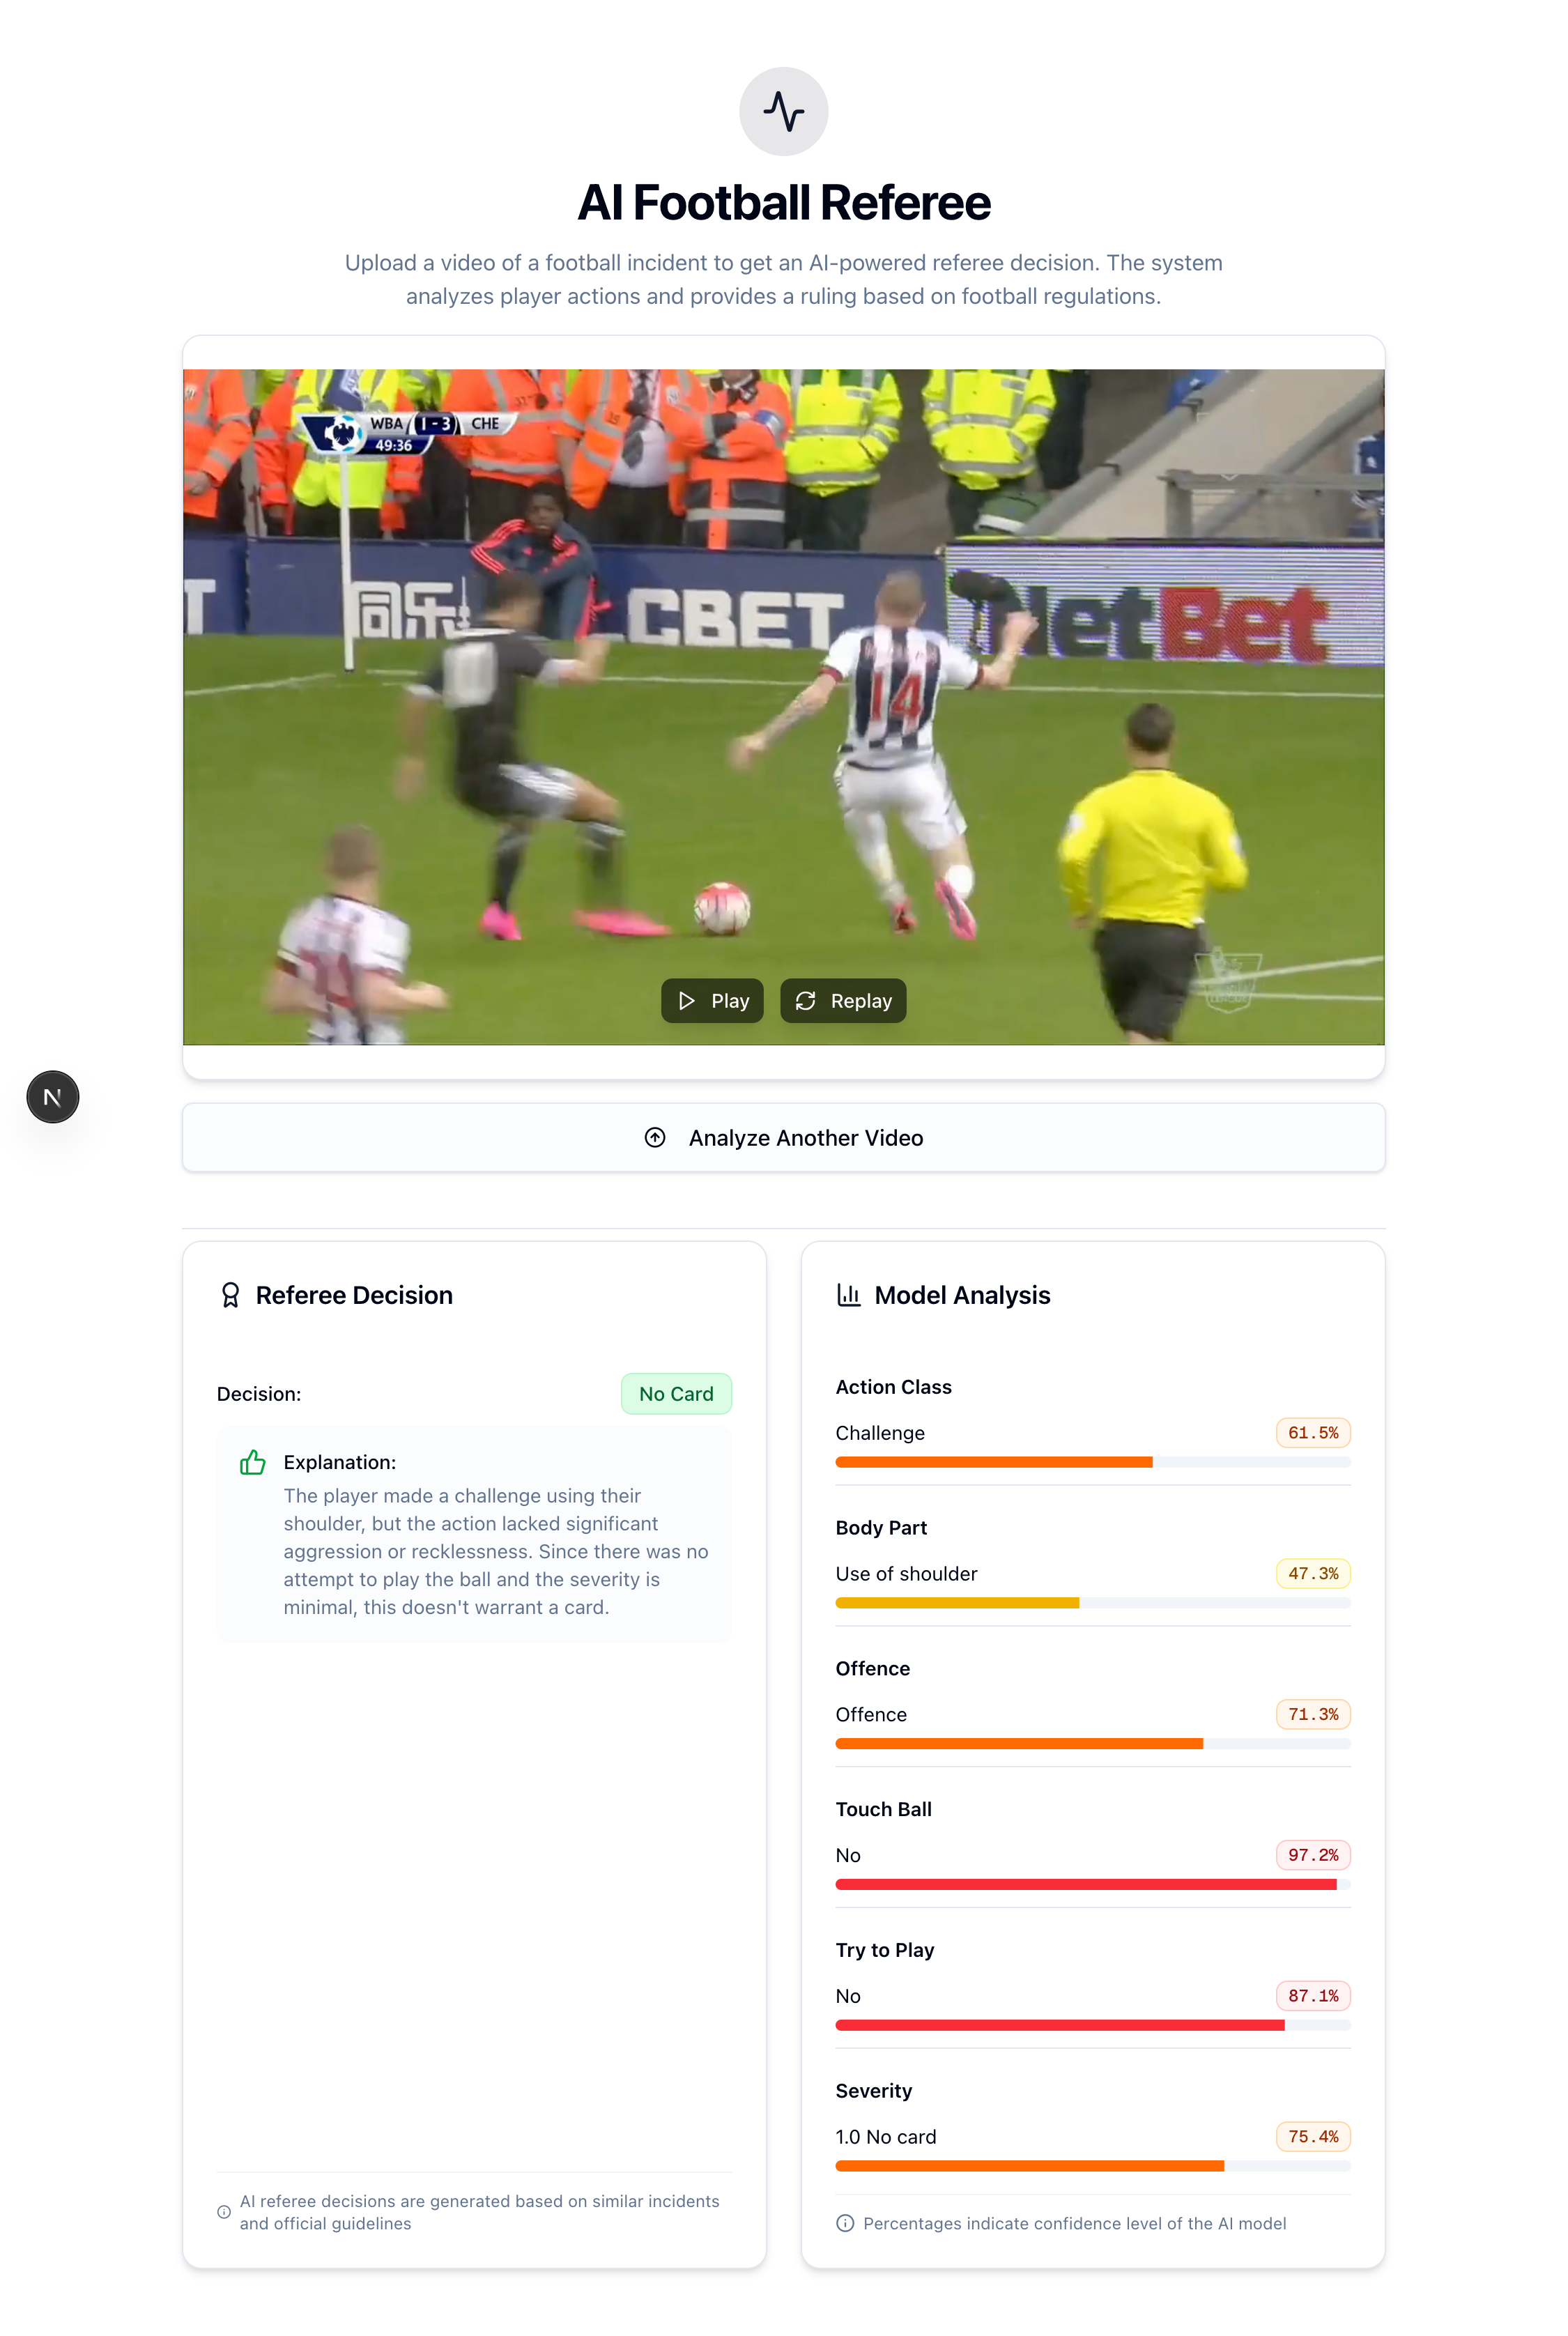 AI Football Referee
Upload a video of a football incident to get an AI-powered referee decision. The system
analyzes player actions and provides a ruling based on football regulations.
WBA 1 - 3 CHE
49:36
同乐
CBET
NetBet
10
14
24
Play
Replay
N
Analyze Another Video
Referee Decision
Decision:
No Card
Explanation:
The player made a challenge using their
shoulder, but the action lacked significant
aggression or recklessness. Since there was no
attempt to play the ball and the severity is
minimal, this doesn't warrant a card.
AI referee decisions are generated based on similar incidents
and official guidelines
Model Analysis
Action Class
Challenge
61.5%
Body Part
Use of shoulder
47.3%
Offence
Offence
71.3%
Touch Ball
No
97.2%
Try to Play
No
87.1%
Severity
1.0 No card
75.4%
Percentages indicate confidence level of the AI model